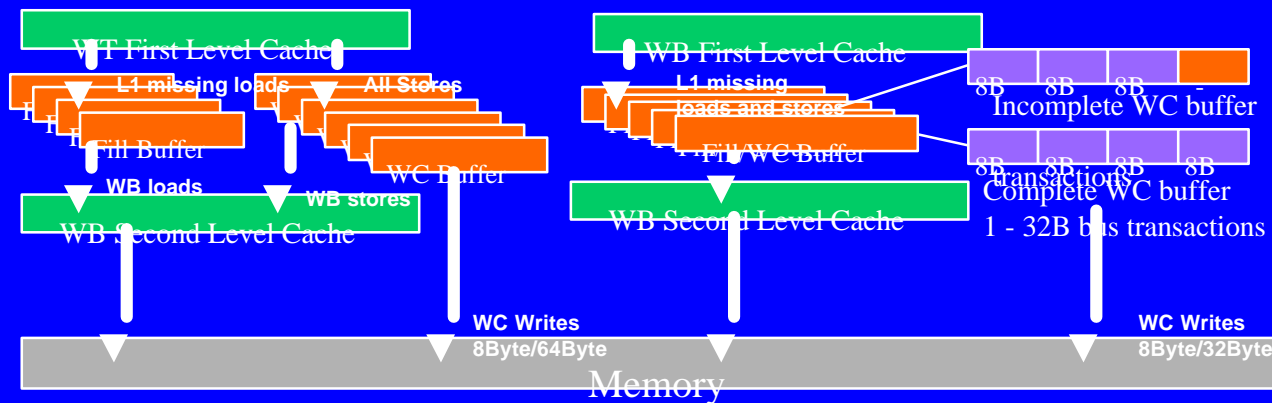 WT First Level Cache
L1 missing loads
All Stores
Fill Buffer
WC Buffer
WB loads
WB stores
WB Second Level Cache
WC Writes
8Byte/64Byte
WB First Level Cache
L1 missing
loads and stores
Fill/WC Buffer
WB Second Level Cache
8B 8B 8B -
Incomplete WC buffer
8B 8B 8B 8B
transactions
Complete WC buffer
1 - 32B bus transactions
WC Writes
8Byte/32Byte
Memory